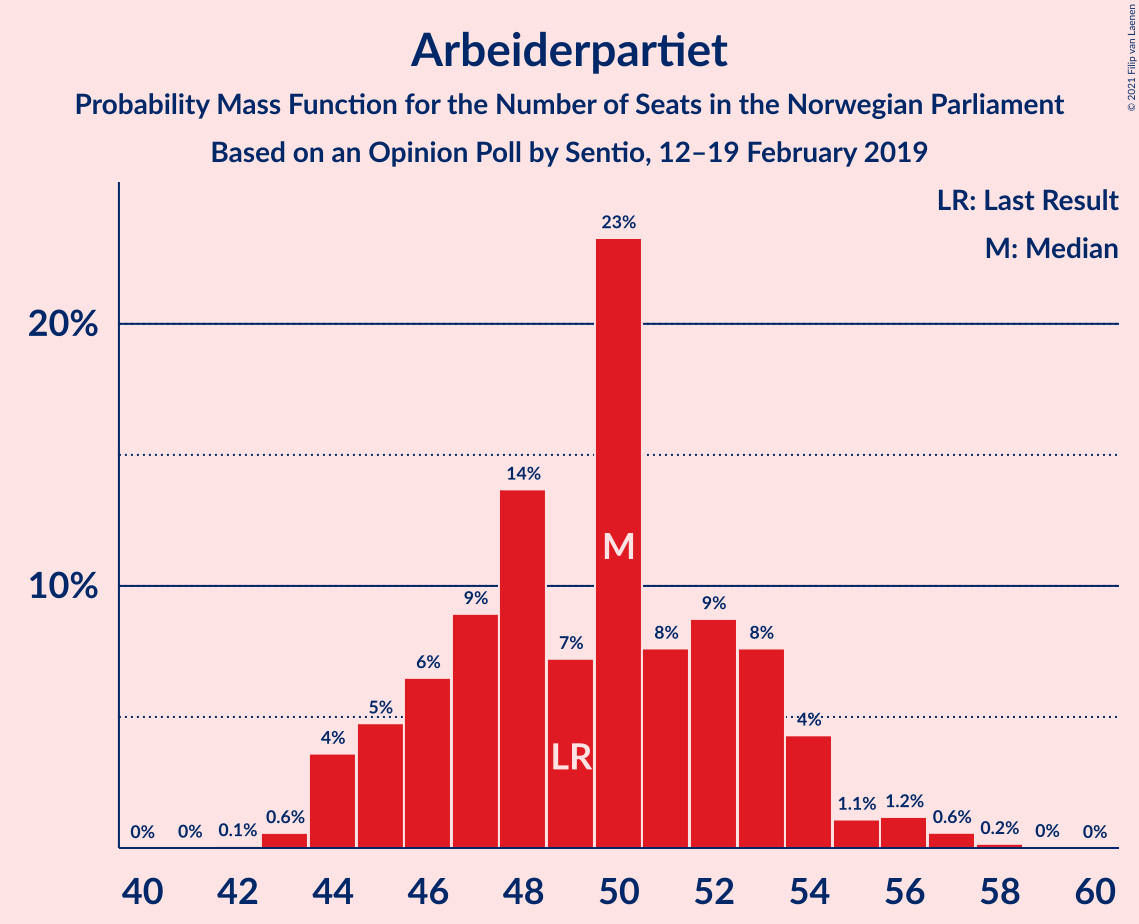 Arbeiderpartiet
Probability Mass Function for the Number of Seats in the Norwegian Parliament
Based on an Opinion Poll by Sentio, 12–19 February 2019
© 2021 Filip van Laenen
LR: Last Result
M: Median
20%
10%
0%
0%
0.1%
0.6%
4%
5%
6%
9%
14%
7%
23%
8%
9%
8%
4%
1.1%
1.2%
0.6%
0.2%
0%
0%
LR
M
40 42 44 46 48 50 52 54 56 58 60